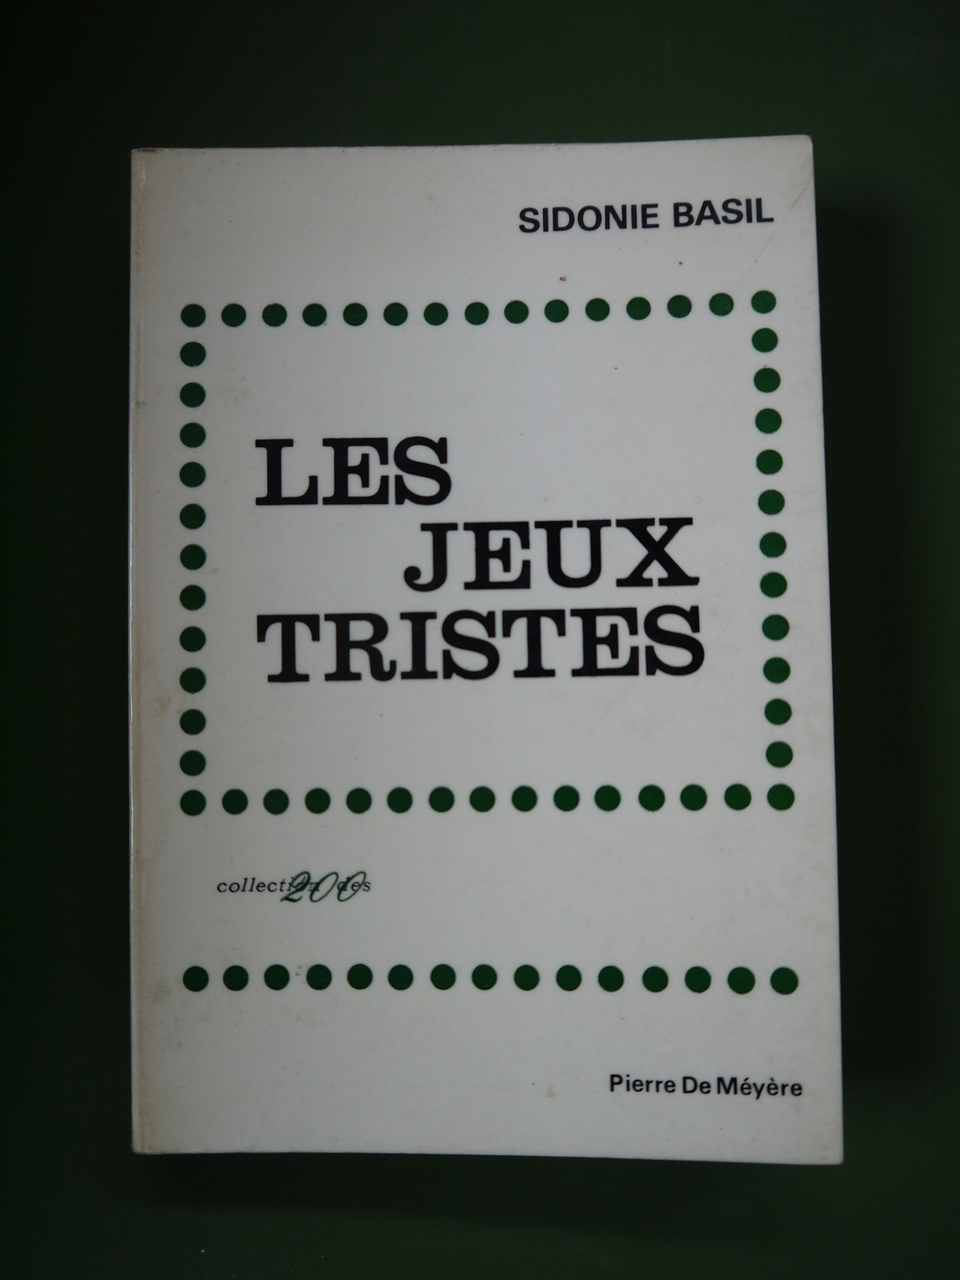 SIDONIE BASIL
LES
JEUX
TRISTES
collection des
200
Pierre De Méyère